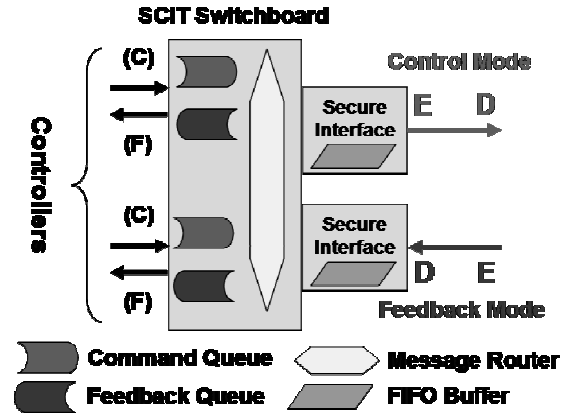 SCIT Switchboard
(C)
(F)
Controllers
(C)
(F)
Control Mode
Secure
Interface
E D
Secure
Interface
D E
Feedback Mode
Command Queue
Message Router
Feedback Queue
FIFO Buffer